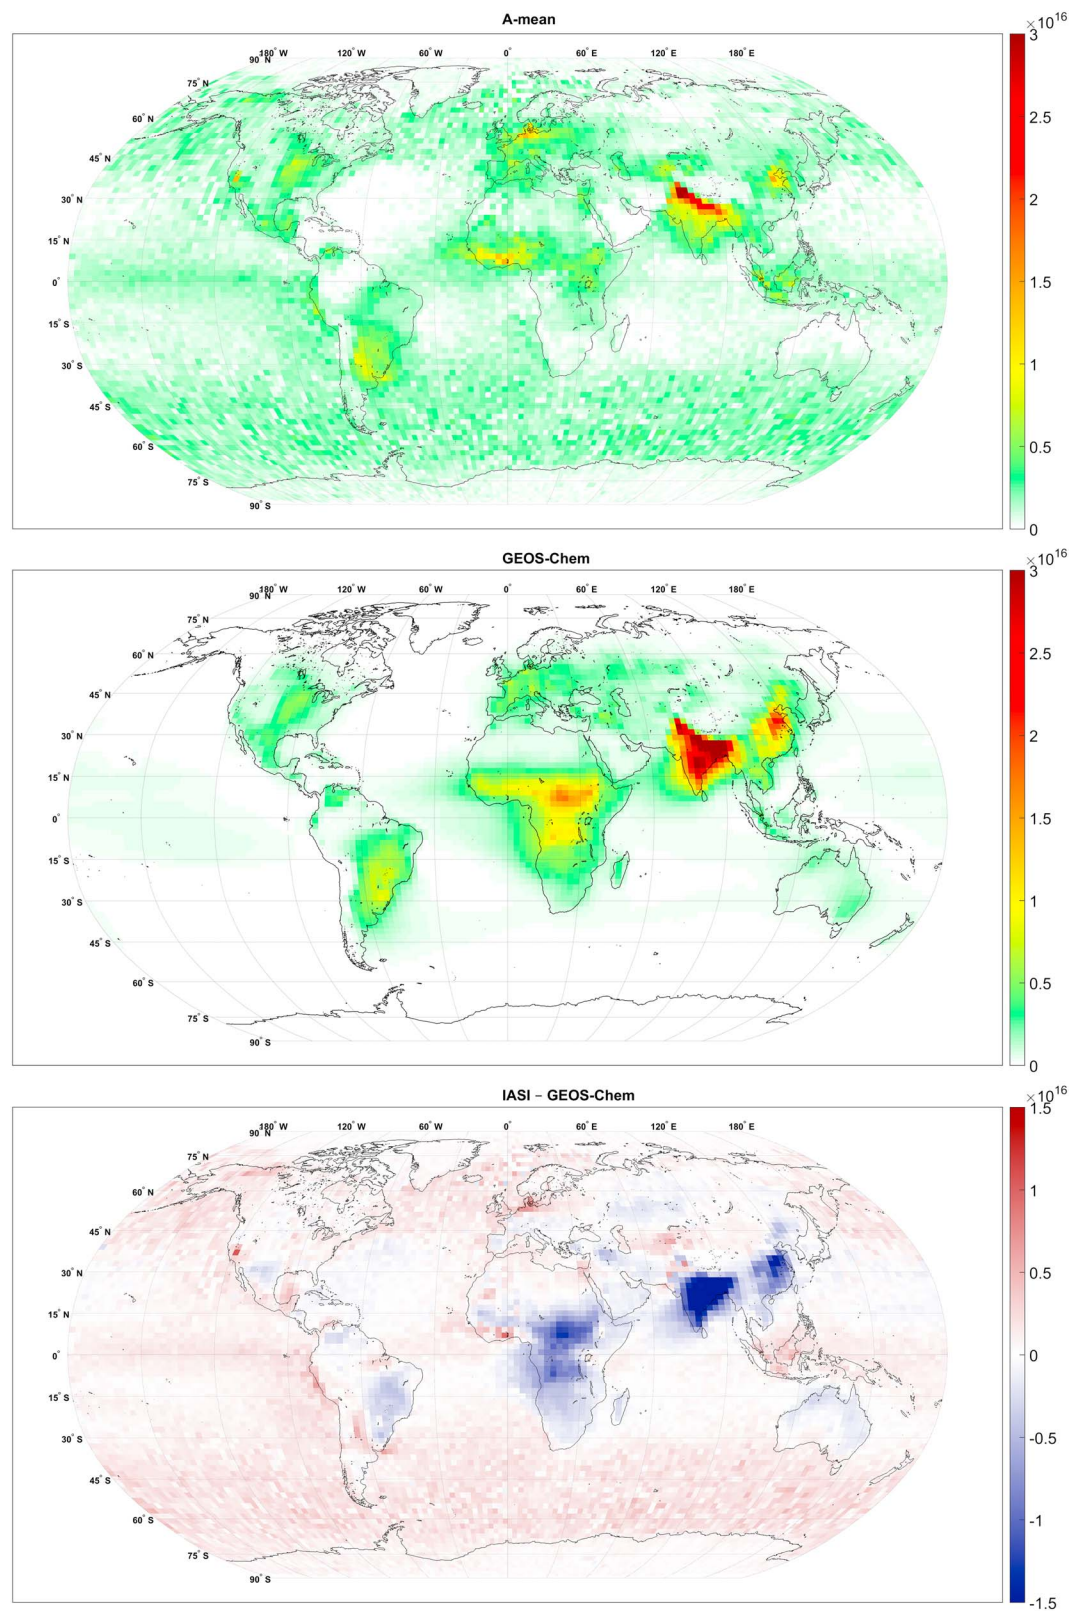 A-mean
×10¹⁶
180° W 120° W 60° W 0° 60° E 120° E 180° E
90° N
75° N
60° N
45° N
30° N
15° N
0°
15° S
30° S
45° S
60° S
75° S
90° S
3
2.5
2
1.5
1
0.5
0
GEOS-Chem
×10¹⁶
180° W 120° W 60° W 0° 60° E 120° E 180° E
90° N
75° N
60° N
45° N
30° N
15° N
0°
15° S
30° S
45° S
60° S
75° S
90° S
3
2.5
2
1.5
1
0.5
0
IASI − GEOS-Chem
×10¹⁶
180° W 120° W 60° W 0° 60° E 120° E 180° E
90° N
75° N
60° N
45° N
30° N
15° N
0°
15° S
30° S
45° S
60° S
75° S
90° S
1.5
1
0.5
0
-0.5
-1
-1.5